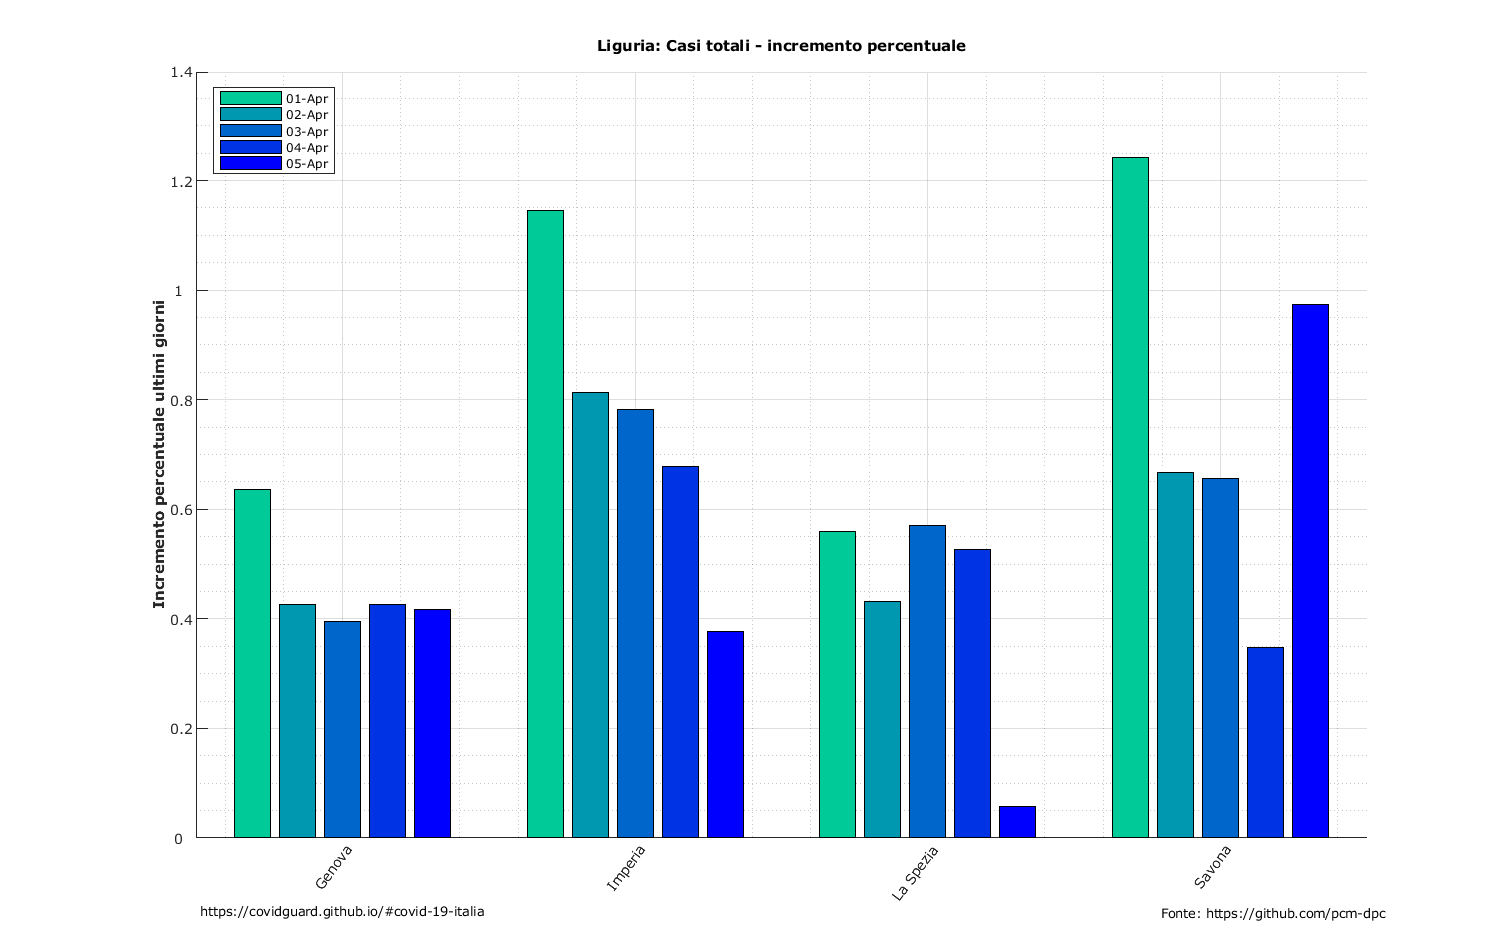 Liguria: Casi totali - incremento percentuale
1.4
1.2
1
0.8
0.6
0.4
0.2
0
Incremento percentuale ultimi giorni
01-Apr
02-Apr
03-Apr
04-Apr
05-Apr
Genova
Imperia
La Spezia
Savona
https://covidguard.github.io/#covid-19-italia
Fonte: https://github.com/pcm-dpc